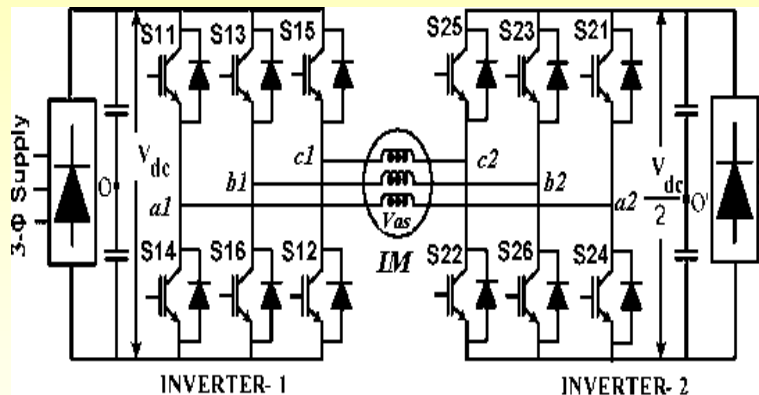 S11 S13 S15 S25 S23 S21
3-Φ Supply
O
V dc
c1 c2
b1 b2
a1 a2
Vas
V dc
2
O'
IM
S14 S16 S12 S22 S26 S24
INVERTER- 1 INVERTER- 2